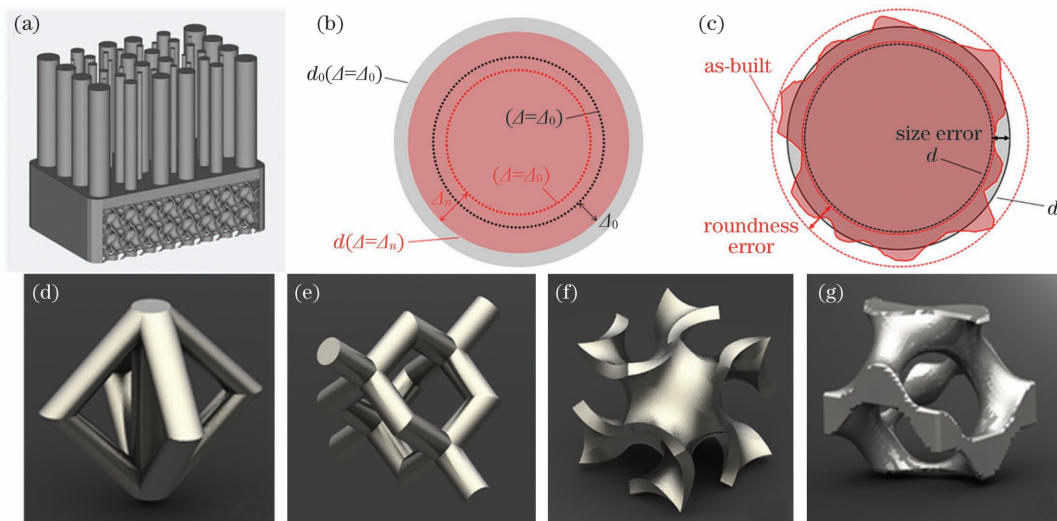 (a)
(b)
d₀(Δ=Δ₀)
(Δ=Δ₀)
(Δ=Δ₀)
Δₙ
Δ₀
d(Δ=Δₙ)
(c)
as-built
size error
d
d
roundness
error
(d)
(e)
(f)
(g)